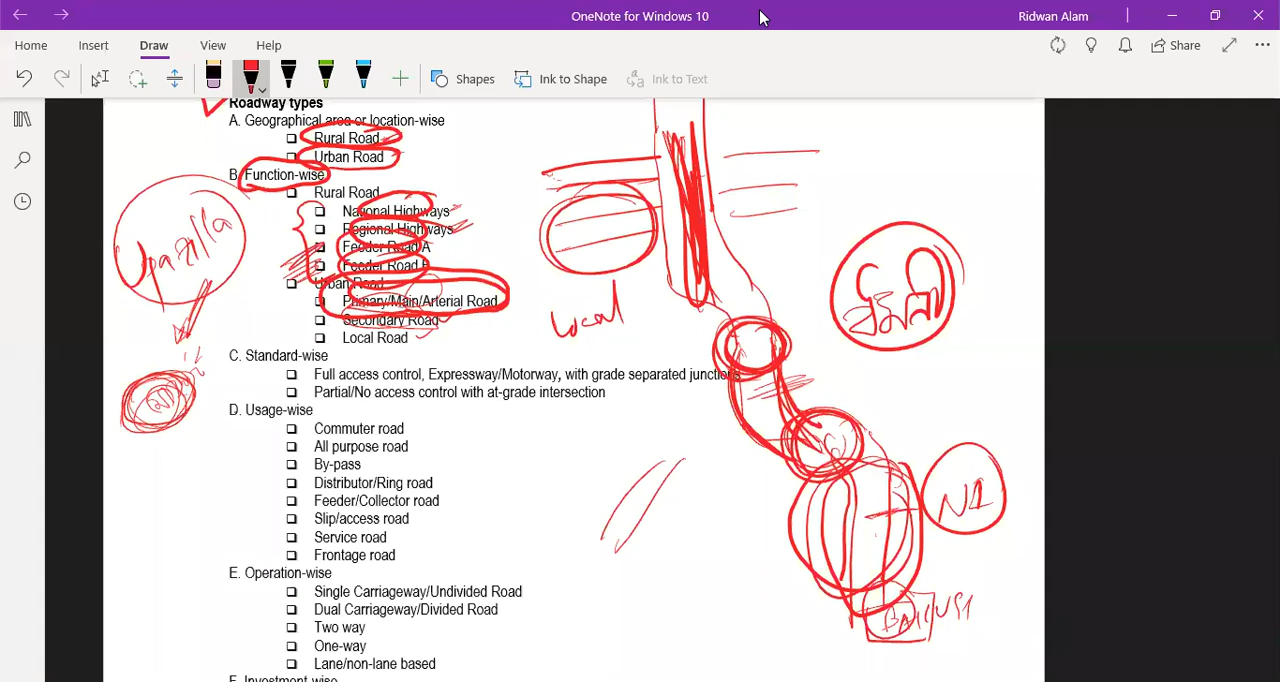 OneNote for Windows 10
Ridwan Alam
Home Insert Draw View Help
Share
Shapes Ink to Shape Ink to Text
Roadway types
A. Geographical area or location-wise
Rural Road
Urban Road
B. Function-wise
Rural Road
National Highways
Regional Highways
Feeder Road A
Feeder Road B
Urban Road
Primary/Main/Arterial Road
Secondary Road
Local Road
C. Standard-wise
Full access control, Expressway/Motorway, with grade separated junctions
Partial/No access control with at-grade intersection
D. Usage-wise
Commuter road
All purpose road
By-pass
Distributor/Ring road
Feeder/Collector road
Slip/access road
Service road
Frontage road
E. Operation-wise
Single Carriageway/Undivided Road
Dual Carriageway/Divided Road
Two way
One-way
Lane/non-lane based
F. Investment-wise
Upazilla
Local
N1